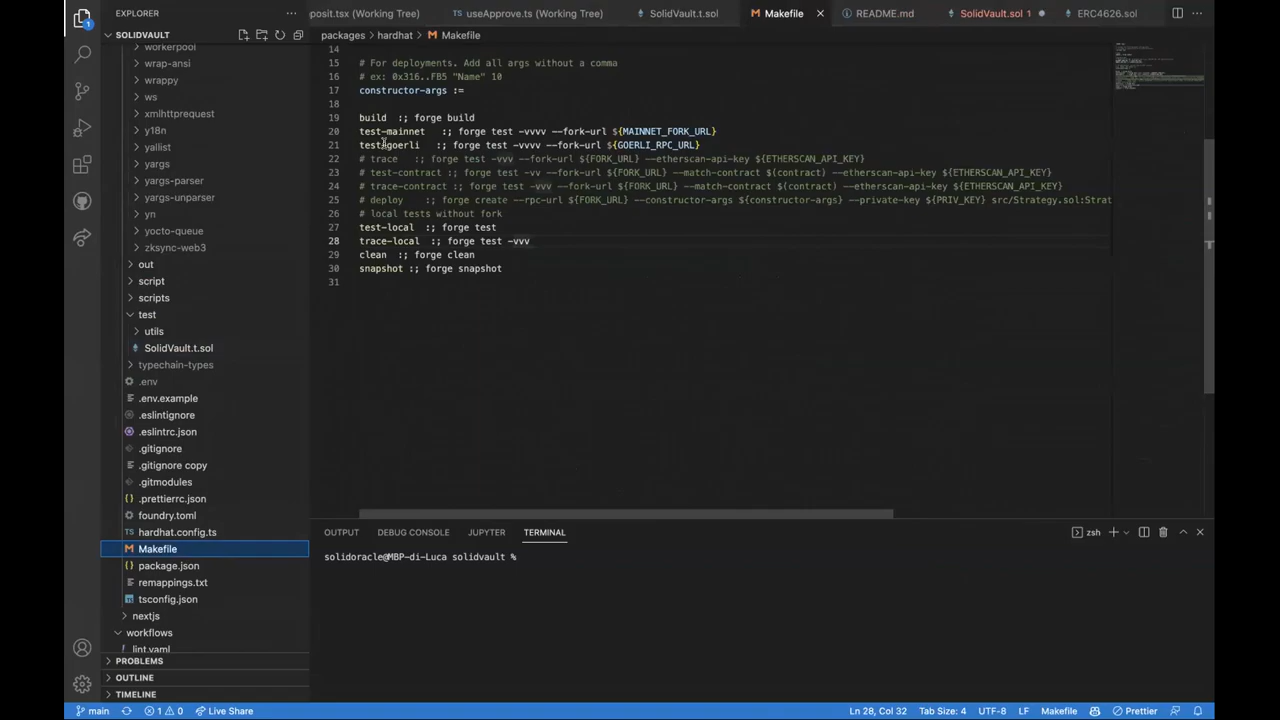 EXPLORER
posit.tsx (Working Tree)
TS useApprove.ts (Working Tree)
SolidVault.t.sol
M Makefile
README.md
SolidVault.sol 1
ERC4626.sol
SOLIDVAULT
packages > hardhat > M Makefile
workerpool
wrap-ansi
wrappy
ws
xmlhttprequest
y18n
yallist
yargs
yargs-parser
yargs-unparser
yn
yocto-queue
zksync-web3
out
script
scripts
test
utils
SolidVault.t.sol
typechain-types
.env
.env.example
.eslintignore
.eslintrc.json
.gitignore
.gitignore copy
.gitmodules
{} .prettierrc.json
foundry.toml
TS hardhat.config.ts
M Makefile
{} package.json
remappings.txt
tsconfig.json
nextjs
workflows
lint.yaml
PROBLEMS
OUTLINE
TIMELINE
14
15 # For deployments. Add all args without a comma
16 # ex: 0x316..FB5 "Name" 10
17 constructor-args :=
18
19 build :; forge build
20 test-mainnet :; forge test -vvvv --fork-url ${MAINNET_FORK_URL}
21 test-goerli :; forge test -vvvv --fork-url ${GOERLI_RPC_URL}
22 # trace :; forge test -vvv --fork-url ${FORK_URL} --etherscan-api-key ${ETHERSCAN_API_KEY}
23 # test-contract :; forge test -vv --fork-url ${FORK_URL} --match-contract $(contract) --etherscan-api-key ${ETHERSCAN_API_KEY}
24 # trace-contract :; forge test -vvv --fork-url ${FORK_URL} --match-contract $(contract) --etherscan-api-key ${ETHERSCAN_API_KEY}
25 # deploy :; forge create --rpc-url ${FORK_URL} --constructor-args ${constructor-args} --private-key ${PRIV_KEY} src/Strategy.sol:Strat
26 # local tests without fork
27 test-local :; forge test
28 trace-local :; forge test -vvv
29 clean :; forge clean
30 snapshot :; forge snapshot
31
OUTPUT DEBUG CONSOLE JUPYTER TERMINAL
zsh
solidoracle@MBP-di-Luca solidvault %
main 1 0 Live Share
Ln 28, Col 32 Tab Size: 4 UTF-8 LF Makefile Prettier